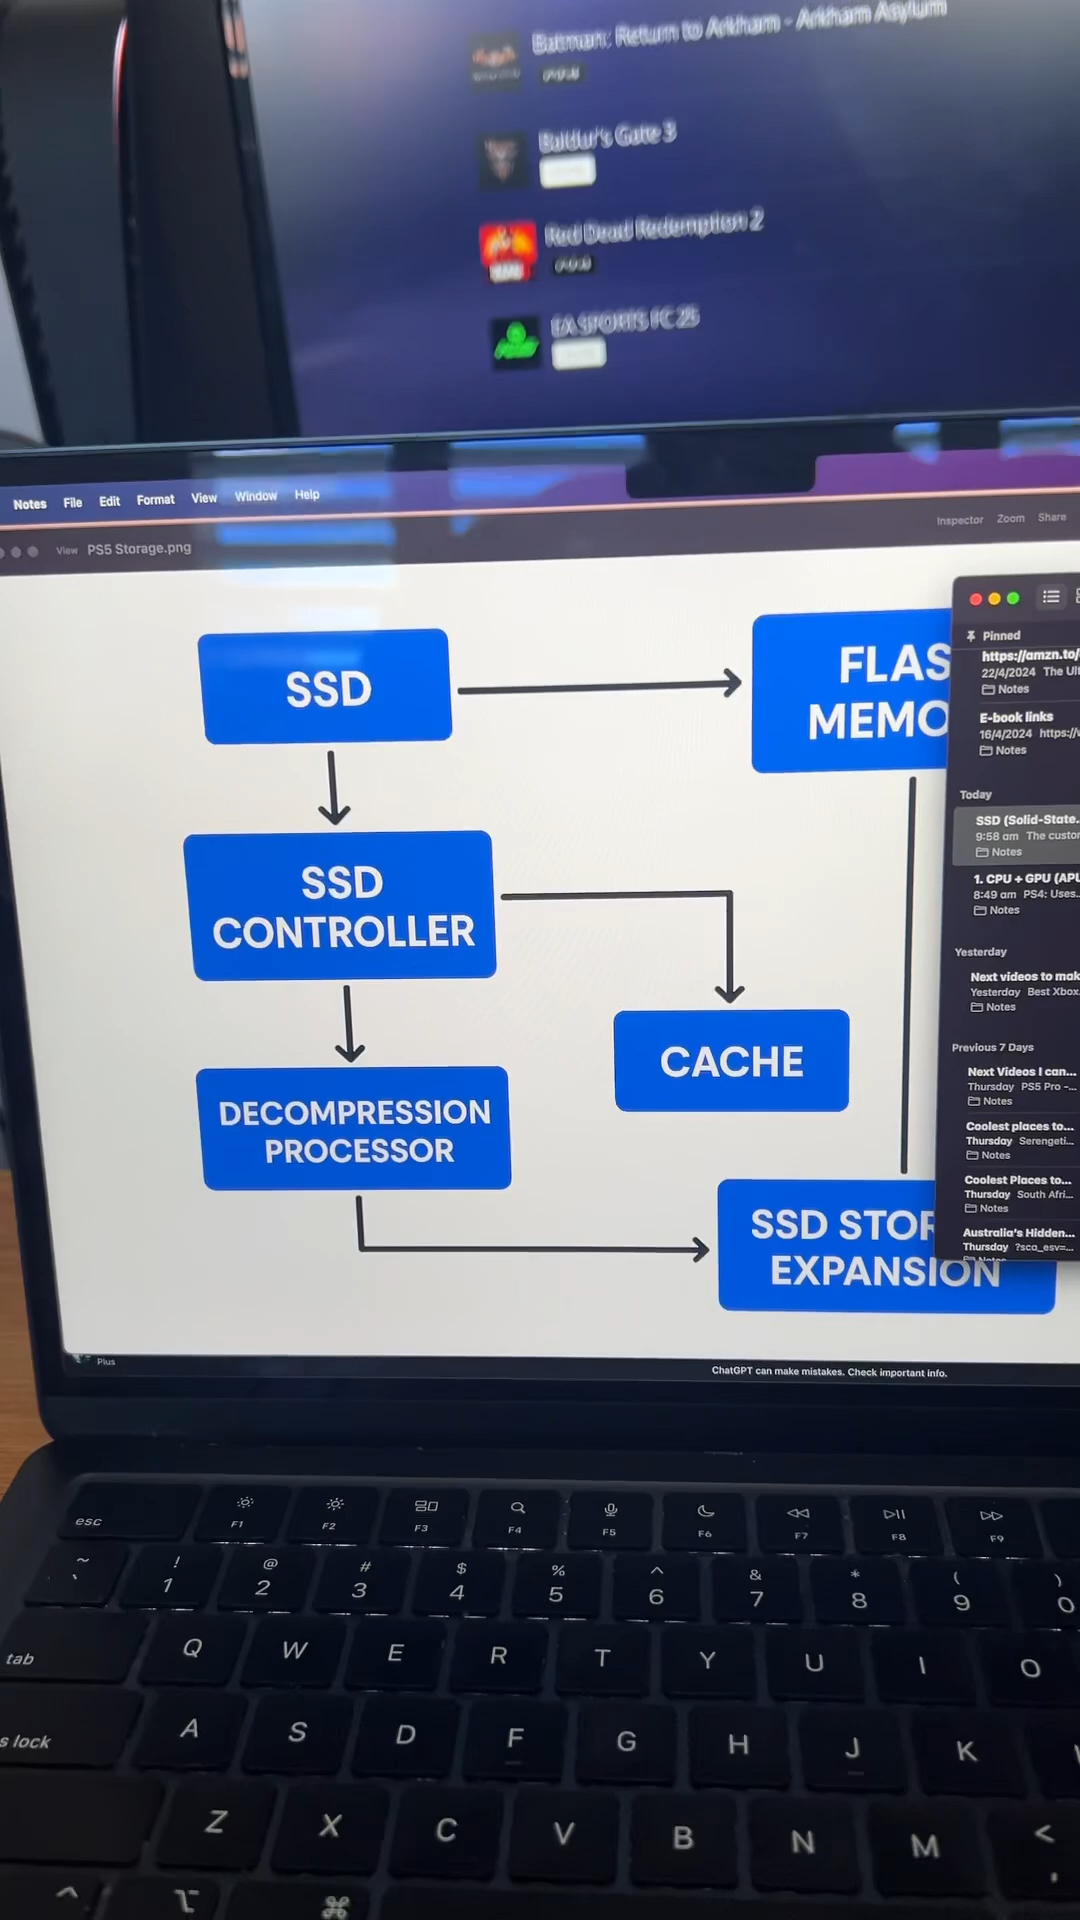 Batman: Return to Arkham - Arkham Asylum
PS4
Baldur's Gate 3
Red Dead Redemption 2
PS4
EA SPORTS FC 25
Notes File Edit Format View Window Help
Inspector Zoom Share
View PS5 Storage.png
SSD
FLAS
MEMO
SSD
CONTROLLER
CACHE
DECOMPRESSION
PROCESSOR
SSD STOR
EXPANSION
Pinned
https://amzn.to/
22/4/2024 The Ul
Notes
E-book links
16/4/2024 https://
Notes
Today
SSD (Solid-State...
9:58 am The custo
Notes
1. CPU + GPU (APU
8:49 am PS4: Uses.
Notes
Yesterday
Next videos to mak
Yesterday Best Xbox.
Notes
Previous 7 Days
Next Videos I can...
Thursday PS5 Pro -...
Notes
Coolest places to...
Thursday Serengeti...
Notes
Coolest Places to...
Thursday South Afri...
Notes
Australia's Hidden...
Thursday ?sca_esv=...
Notes
Plus
ChatGPT can make mistakes. Check important info.
esc F1 F2 F3 F4 F5 F6 F7 F8 F9
~ ! @ # $ % ^ & * ( )
` 1 2 3 4 5 6 7 8 9 0
tab Q W E R T Y U I O
s lock A S D F G H J K
Z X C V B N M <
,
^ ⌥ ⌘